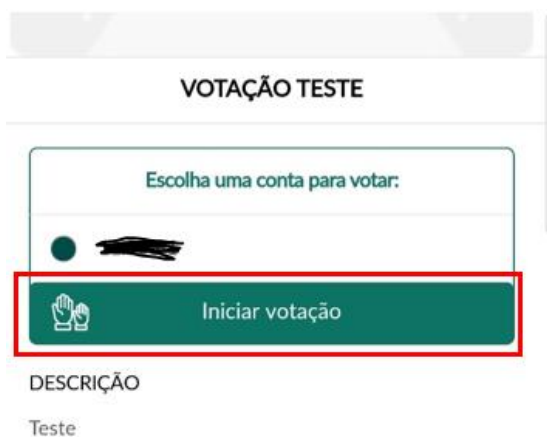 VOTAÇÃO TESTE
Escolha uma conta para votar:
Iniciar votação
DESCRIÇÃO
Teste